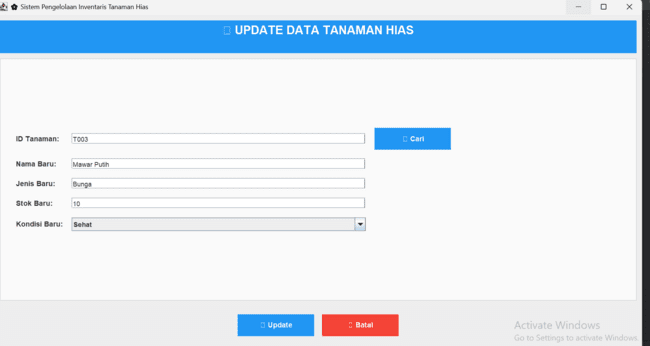 Sistem Pengelolaan Inventaris Tanaman Hias
UPDATE DATA TANAMAN HIAS
ID Tanaman: T003 Cari
Nama Baru: Mawar Putih
Jenis Baru: Bunga
Stok Baru: 10
Kondisi Baru: Sehat
Update Batal
Activate Windows
Go to Settings to activate Windows.